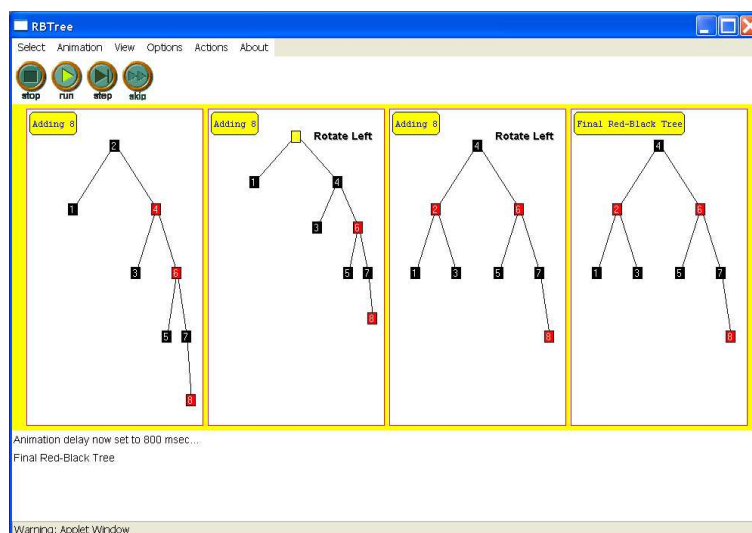 RBTree
Select Animation View Options Actions About
stop run step skip
Adding 8
2
1 4
3 6
5 7
8
Adding 8
Rotate Left
1 4
3 6
5 7
8
Adding 8
Rotate Left
4
2 6
1 3 5 7
8
Final Red-Black Tree
4
2 6
1 3 5 7
8
Animation delay now set to 800 msec...
Final Red-Black Tree
Warning: Applet Window